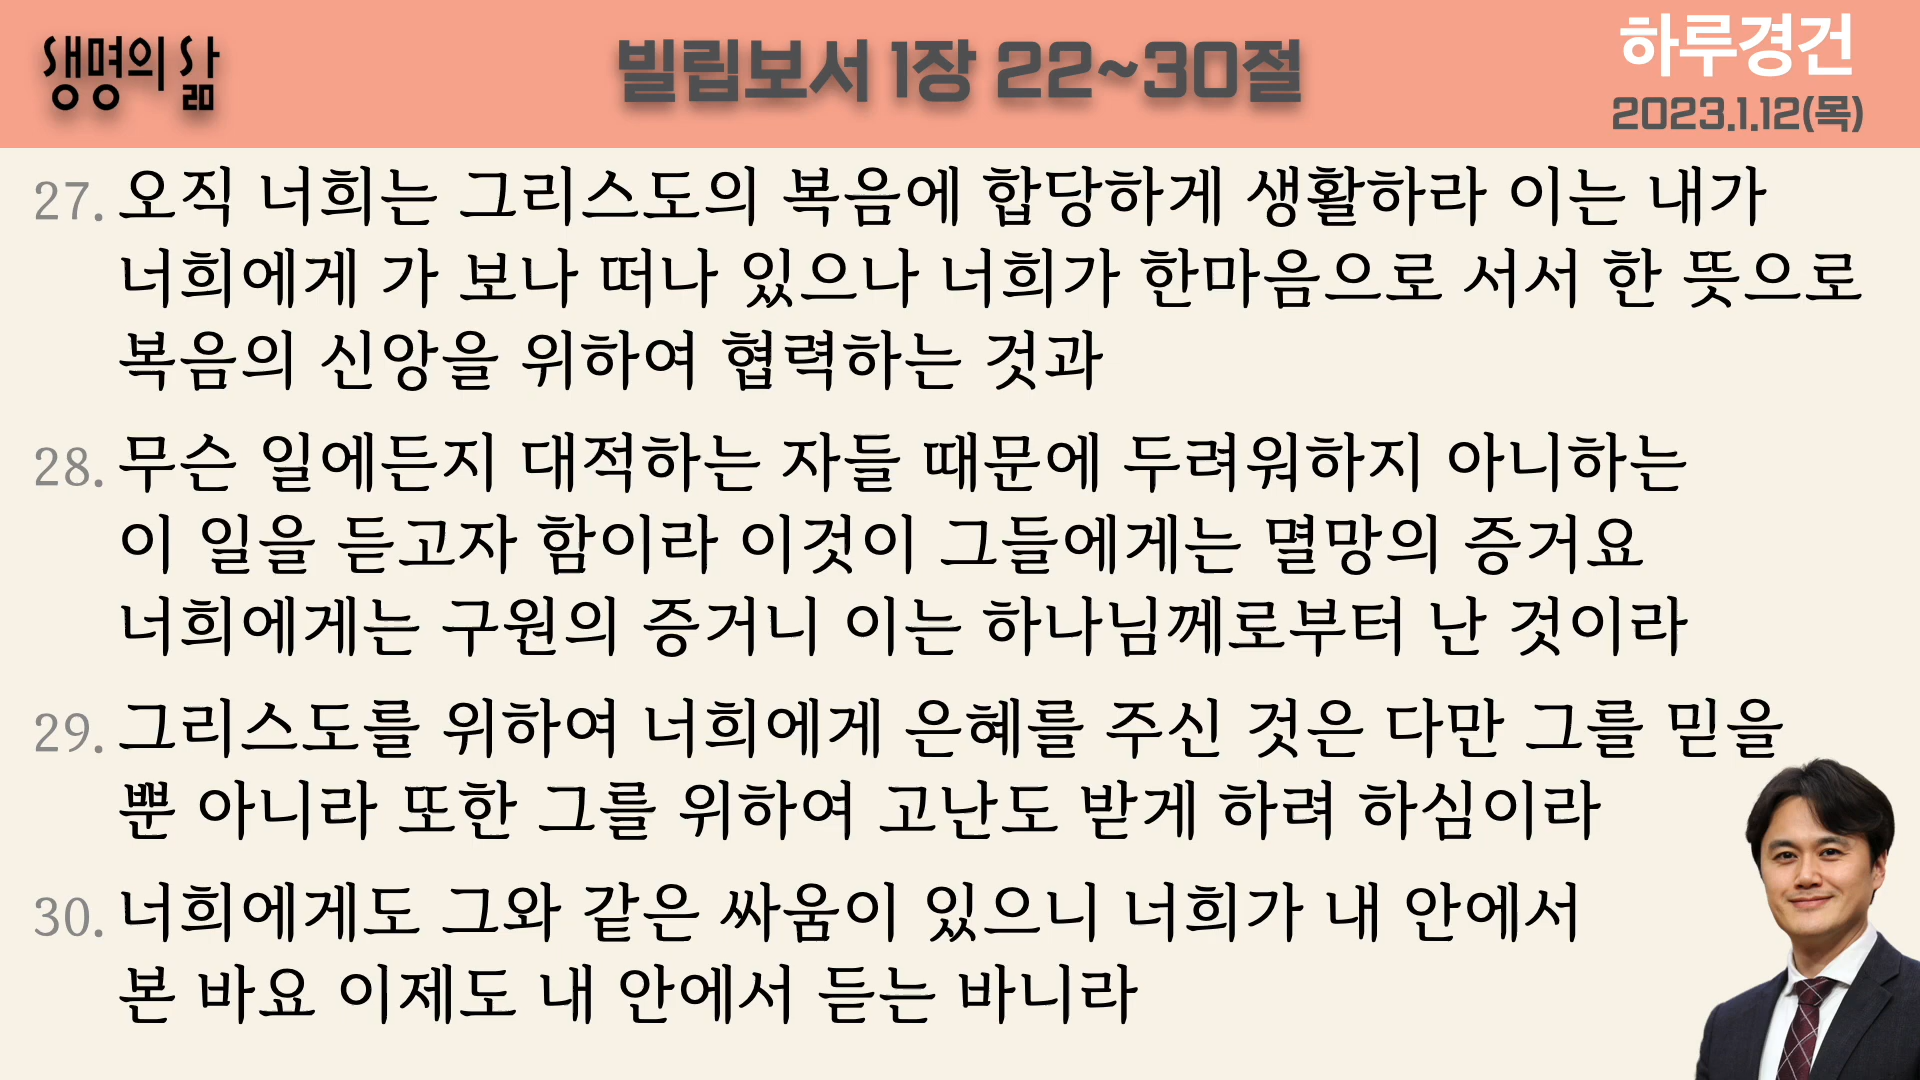 생명의 삶
빌립보서 1장 22~30절
하루경건
2023.1.12(목)
27. 오직 너희는 그리스도의 복음에 합당하게 생활하라 이는 내가
너희에게 가 보나 떠나 있으나 너희가 한마음으로 서서 한 뜻으로
복음의 신앙을 위하여 협력하는 것과
28. 무슨 일에든지 대적하는 자들 때문에 두려워하지 아니하는
이 일을 듣고자 함이라 이것이 그들에게는 멸망의 증거요
너희에게는 구원의 증거니 이는 하나님께로부터 난 것이라
29. 그리스도를 위하여 너희에게 은혜를 주신 것은 다만 그를 믿을
뿐 아니라 또한 그를 위하여 고난도 받게 하려 하심이라
30. 너희에게도 그와 같은 싸움이 있으니 너희가 내 안에서
본 바요 이제도 내 안에서 듣는 바니라